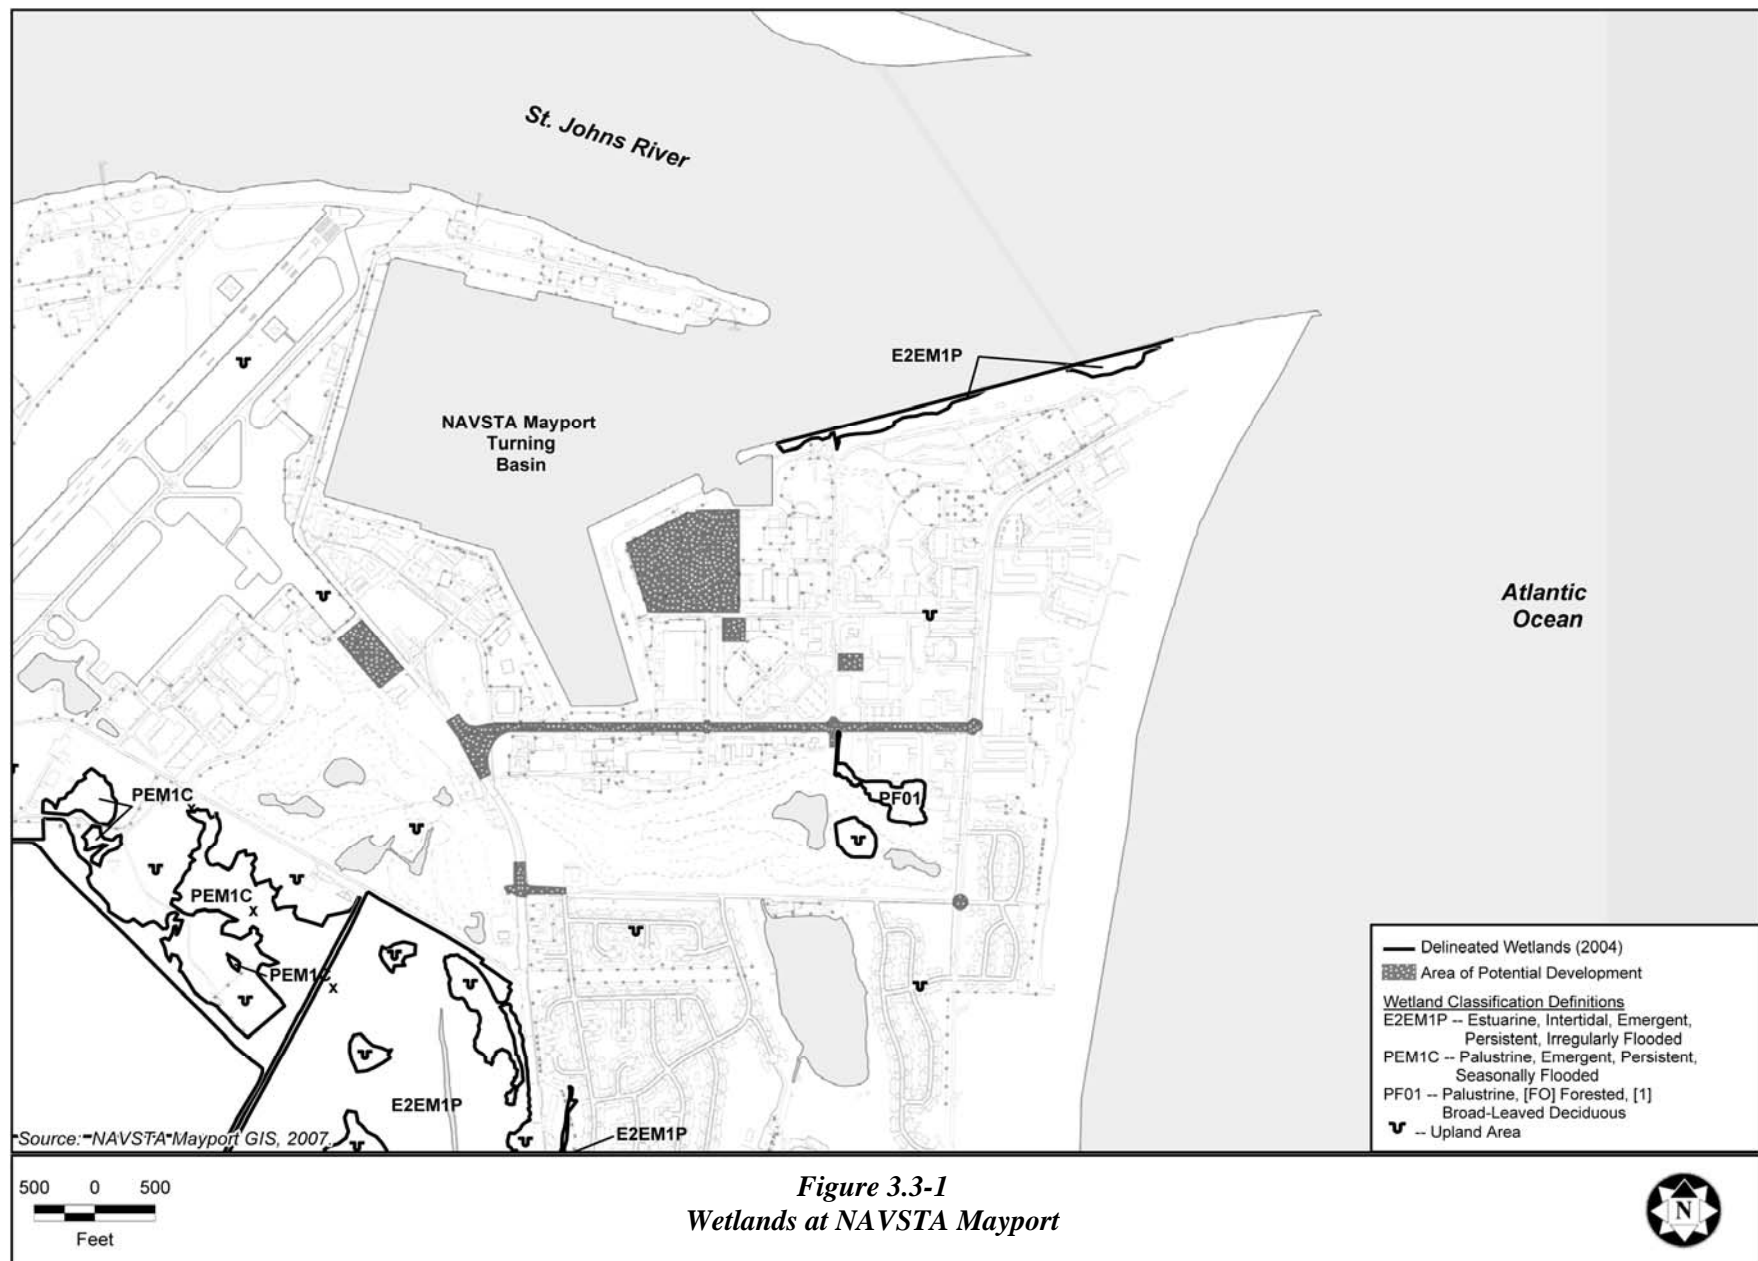 St. Johns River
E2EM1P
NAVSTA Mayport
Turning
Basin
Atlantic
Ocean
PEM1C
x
PF01
PEM1C
x
PEM1C
x
E2EM1P
E2EM1P
Source: NAVSTA Mayport GIS, 2007.
Delineated Wetlands (2004)
Area of Potential Development
Wetland Classification Definitions
E2EM1P -- Estuarine, Intertidal, Emergent,
Persistent, Irregularly Flooded
PEM1C -- Palustrine, Emergent, Persistent,
Seasonally Flooded
PF01 -- Palustrine, [FO] Forested, [1]
Broad-Leaved Deciduous
-- Upland Area
500 0 500
Feet
Figure 3.3-1
Wetlands at NAVSTA Mayport
N